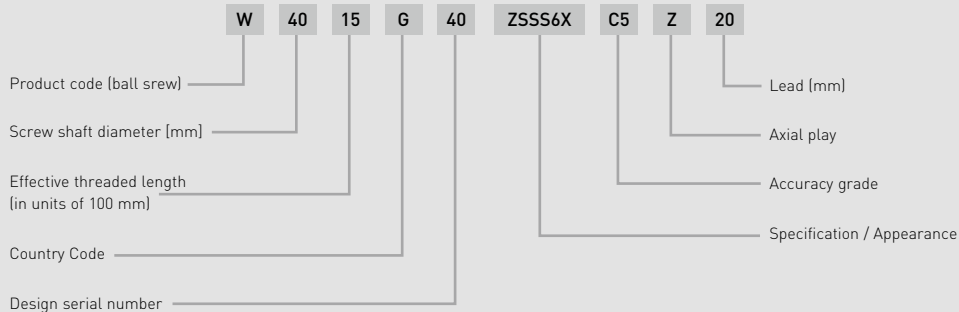 W 40 15 G 40 ZSSS6X C5 Z 20
Product code (ball srew)
Lead (mm)
Screw shaft diameter [mm]
Axial play
Effective threaded length
(in units of 100 mm)
Accuracy grade
Specification / Appearance
Country Code
Design serial number